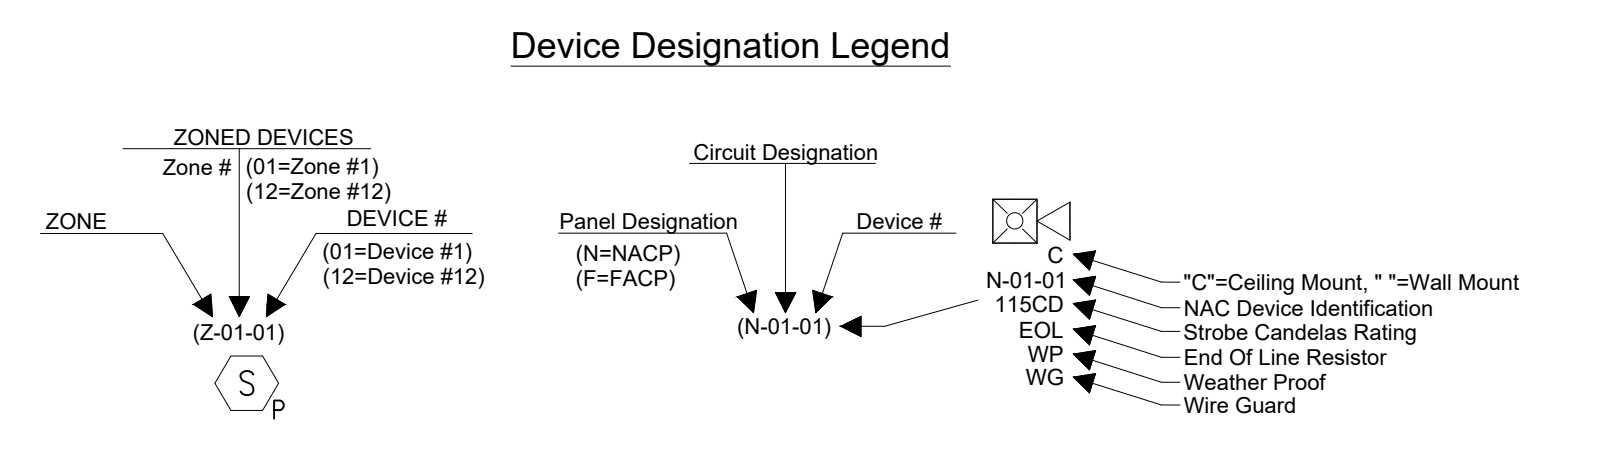 Device Designation Legend
ZONED DEVICES
Zone # (01=Zone #1)
(12=Zone #12)
ZONE
DEVICE #
(01=Device #1)
(12=Device #12)
(Z-01-01)
S
P
Circuit Designation
Panel Designation
(N=NACP)
(F=FACP)
Device #
(N-01-01)
C
N-01-01
115CD
EOL
WP
WG
"C"=Ceiling Mount, " "=Wall Mount
NAC Device Identification
Strobe Candelas Rating
End Of Line Resistor
Weather Proof
Wire Guard